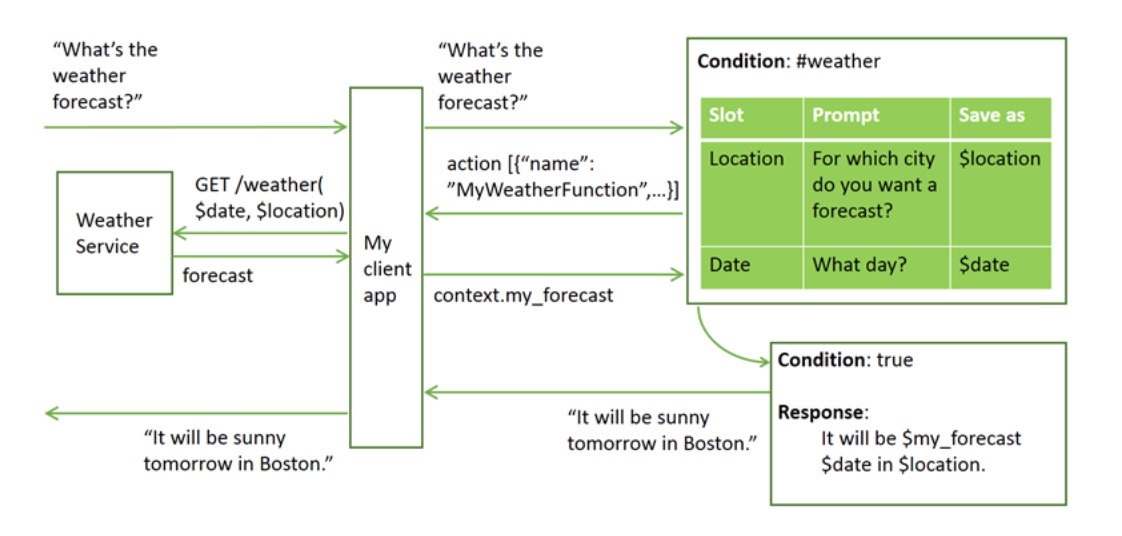 “What’s the
weather
forecast?”
“What’s the
weather
forecast?”
Condition: #weather
Slot
Prompt
Save as
Location
For which city
do you want a
forecast?
$location
Date
What day?
$date
action [{“name”:
”MyWeatherFunction”,…}]
GET /weather(
$date, $location)
Weather
Service
My
client
app
forecast
context.my_forecast
Condition: true
Response:
It will be $my_forecast
$date in $location.
“It will be sunny
tomorrow in Boston.”
“It will be sunny
tomorrow in Boston.”